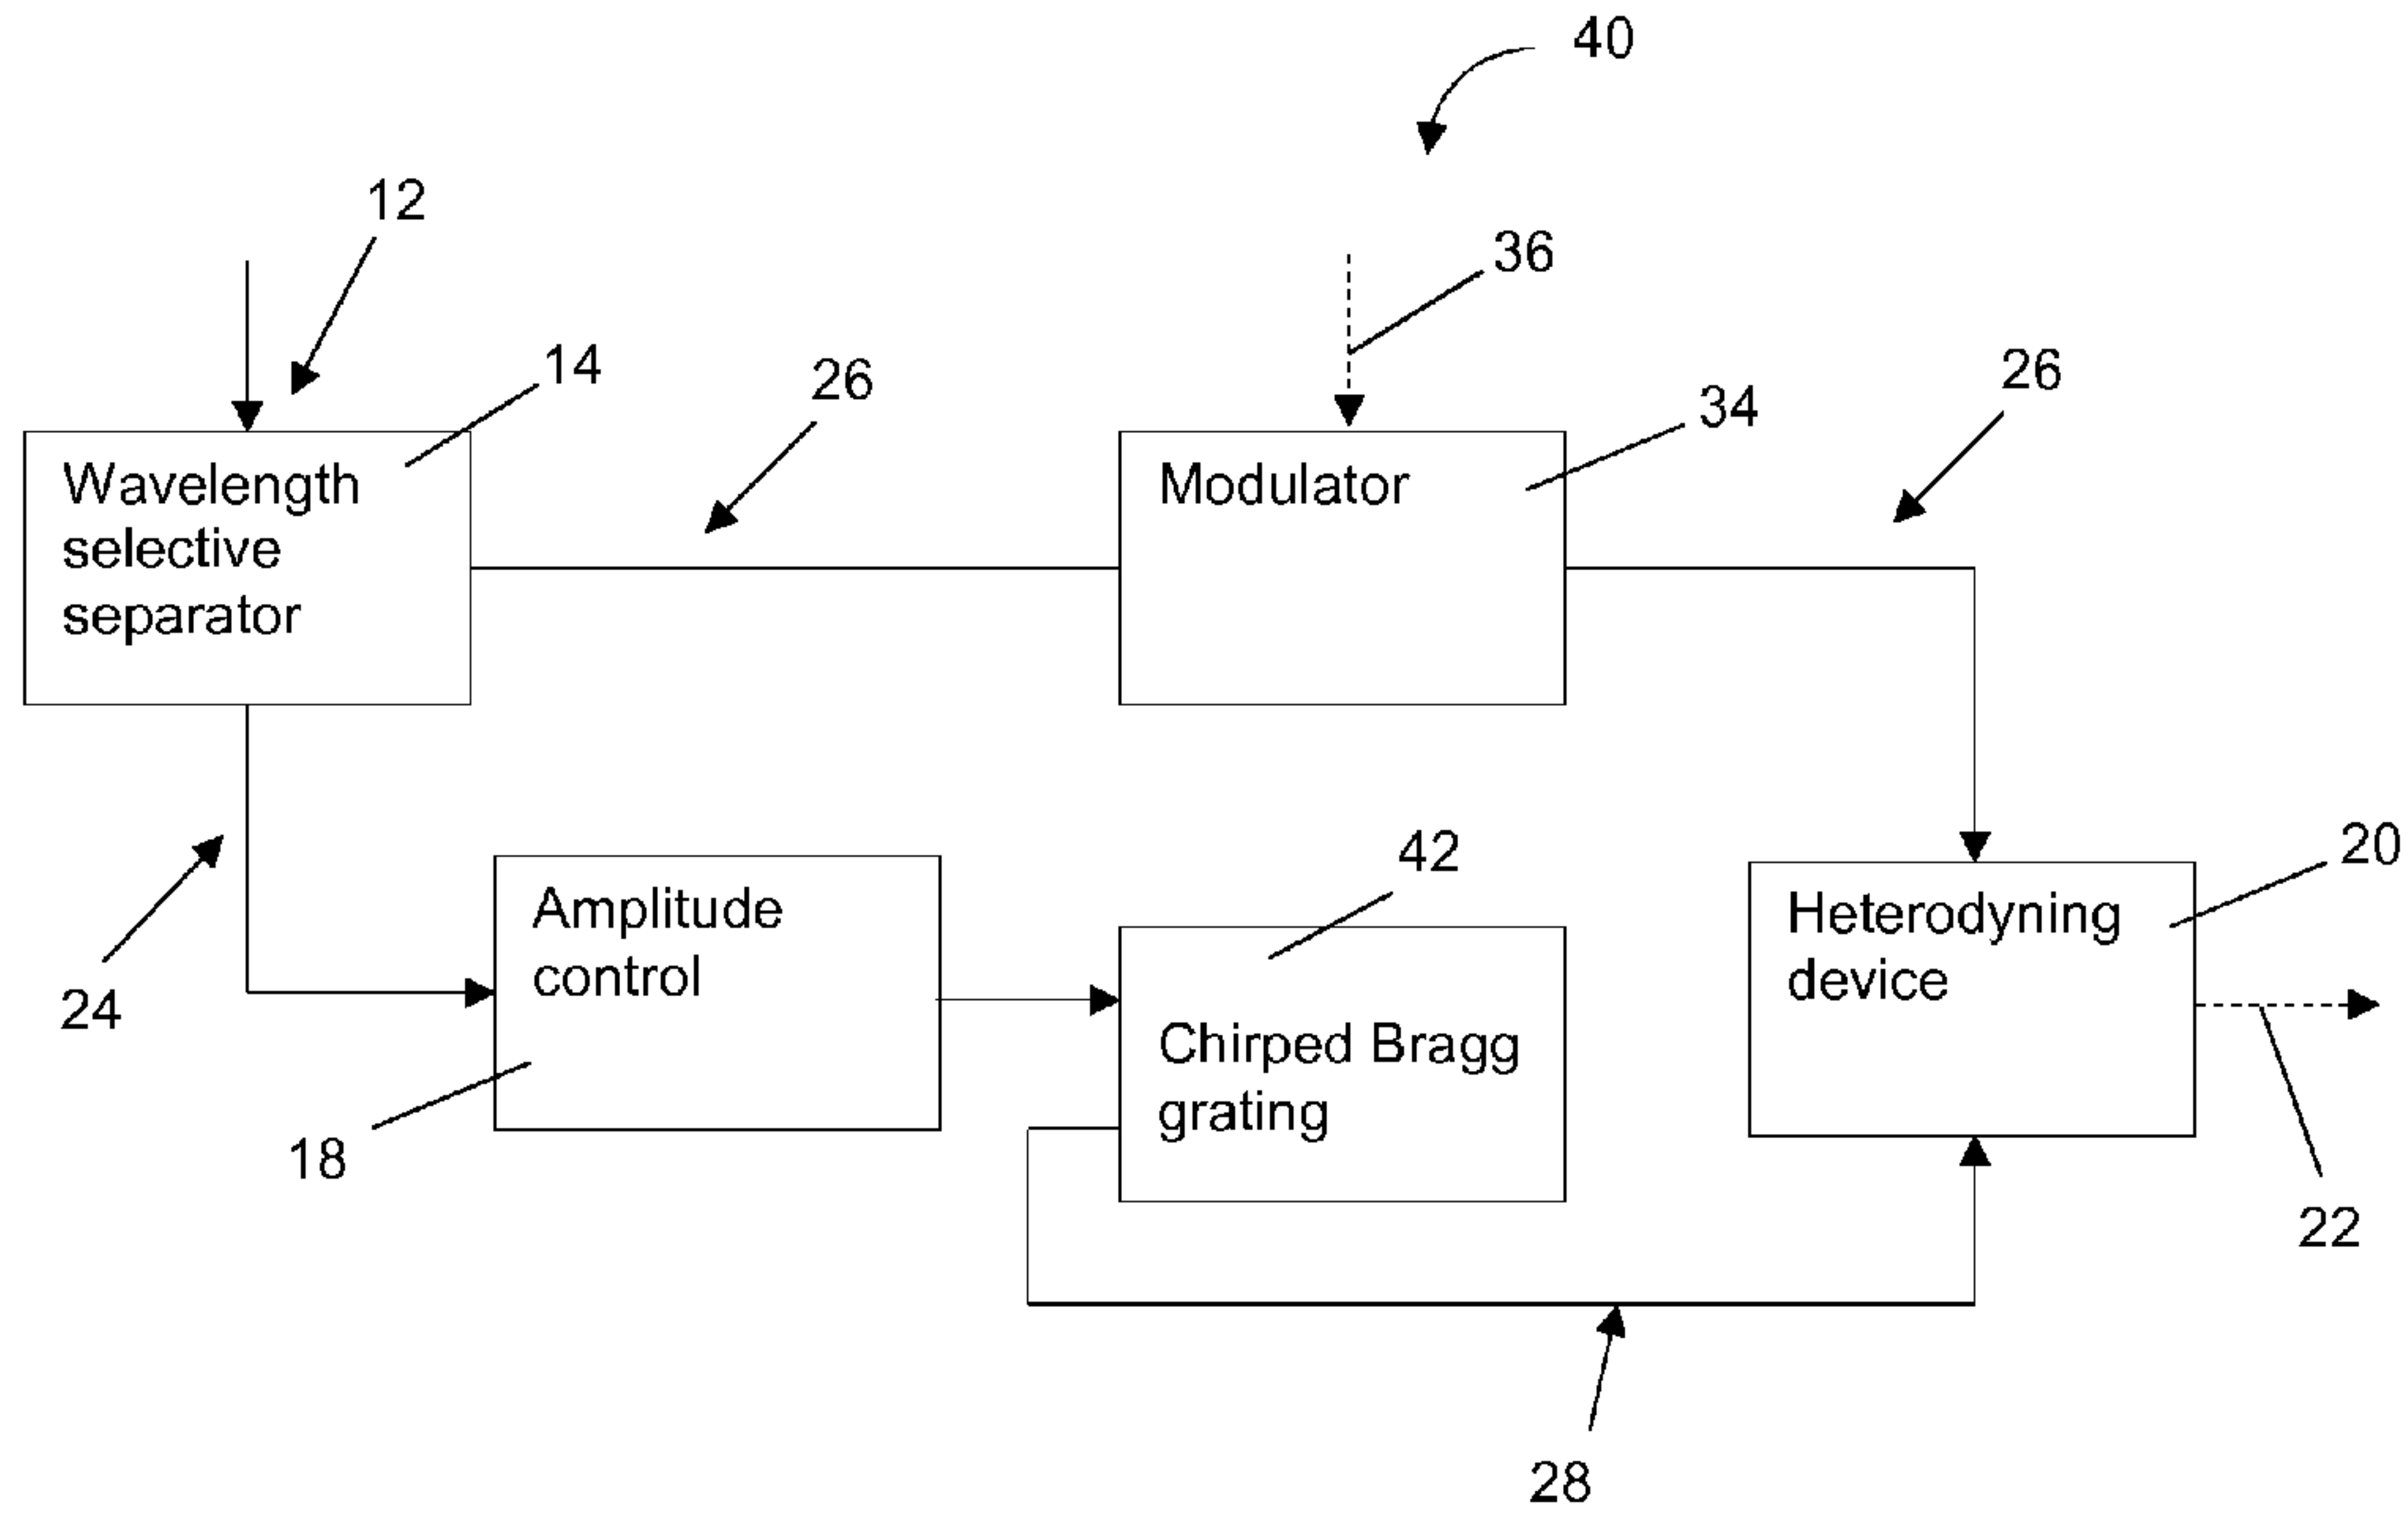 40
12
36
14
26
26
34
Wavelength
selective
separator
Modulator
42
20
Amplitude
control
Heterodyning
device
24
Chirped Bragg
grating
18
22
28